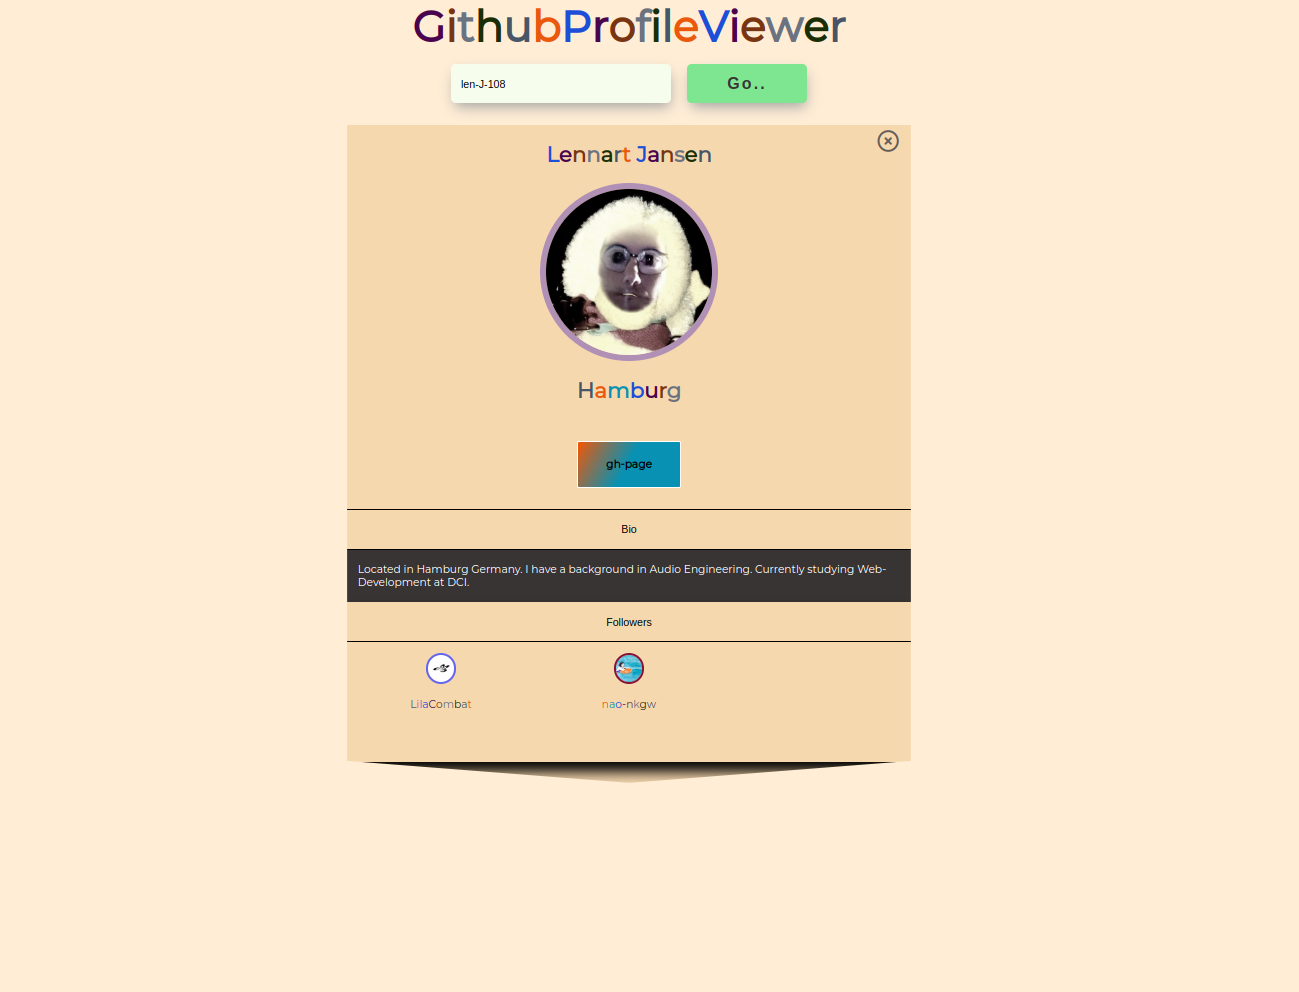 GithubProfileViewer
len-J-108
Go..
Lennart Jansen
Hamburg
gh-page
Bio
Located in Hamburg Germany. I have a background in Audio Engineering. Currently studying Web-
Development at DCI.
Followers
LilaCombat
nao-nkgw